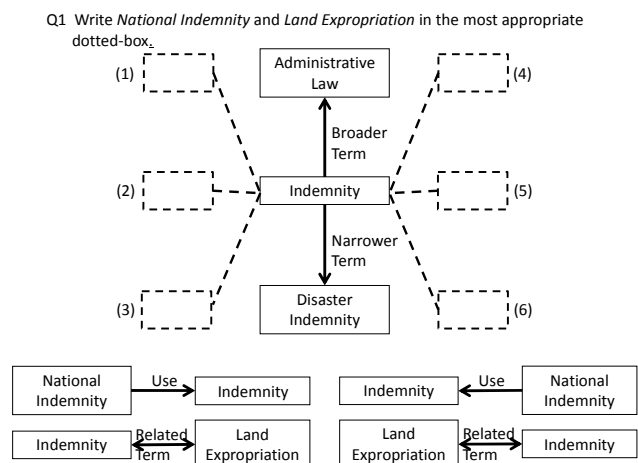 Q1 Write National Indemnity and Land Expropriation in the most appropriate
dotted-box.
(1)
Administrative
Law
(4)
Broader
Term
(2)
Indemnity
(5)
Narrower
Term
(3)
Disaster
Indemnity
(6)
National
Indemnity
Use
Indemnity
Indemnity
Use
National
Indemnity
Indemnity
Related
Term
Land
Expropriation
Land
Expropriation
Related
Term
Indemnity